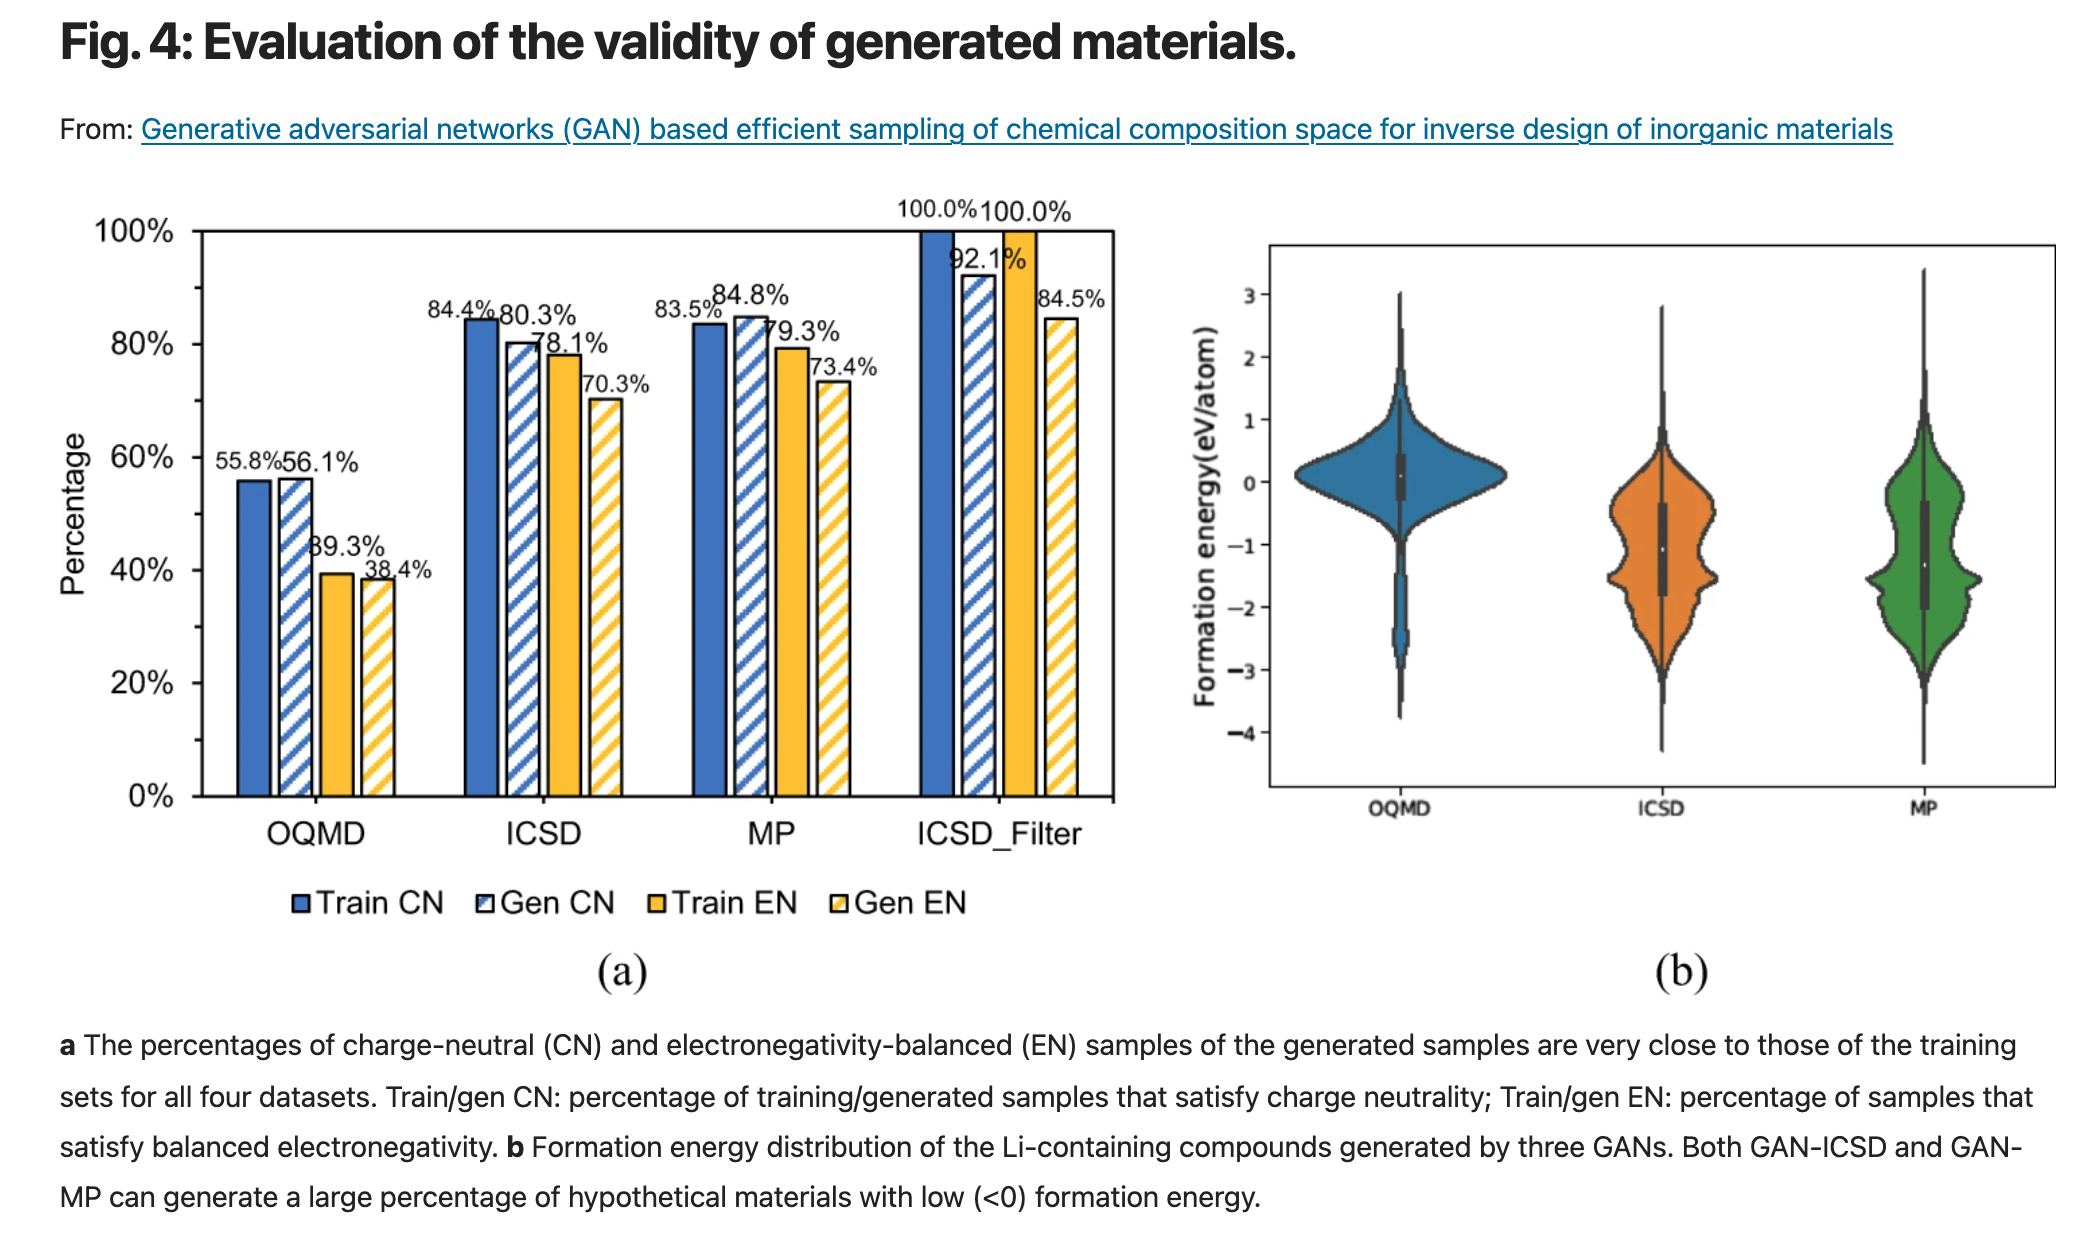 Fig. 4: Evaluation of the validity of generated materials.
From: Generative adversarial networks (GAN) based efficient sampling of chemical composition space for inverse design of inorganic materials
100.0% 100.0%
100%
92.1%
84.8%
84.5%
84.4% 80.3%
83.5%
79.3%
78.1%
80%
73.4%
70.3%
60%
55.8% 56.1%
39.3%
38.4%
40%
20%
0%
Percentage
OQMD ICSD MP ICSD_Filter
Train CN Gen CN Train EN Gen EN
(a)
3
2
1
0
−1
−2
−3
−4
Formation energy(eV/atom)
OQMD ICSD MP
(b)
a The percentages of charge-neutral (CN) and electronegativity-balanced (EN) samples of the generated samples are very close to those of the training
sets for all four datasets. Train/gen CN: percentage of training/generated samples that satisfy charge neutrality; Train/gen EN: percentage of samples that
satisfy balanced electronegativity. b Formation energy distribution of the Li-containing compounds generated by three GANs. Both GAN-ICSD and GAN-
MP can generate a large percentage of hypothetical materials with low (<0) formation energy.